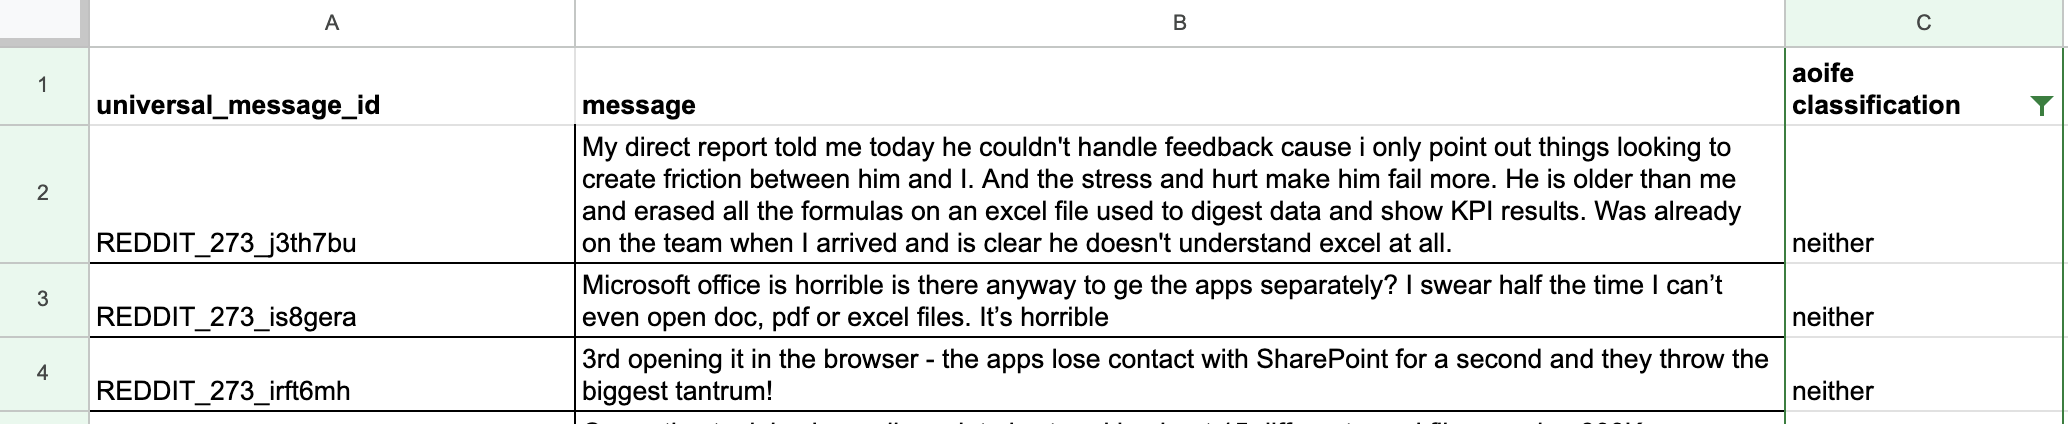 A B C
1 universal_message_id message aoife classification
2 REDDIT_273_j3th7bu
My direct report told me today he couldn't handle feedback cause i only point out things looking to
create friction between him and I. And the stress and hurt make him fail more. He is older than me
and erased all the formulas on an excel file used to digest data and show KPI results. Was already
on the team when I arrived and is clear he doesn't understand excel at all.
neither
3 REDDIT_273_is8gera
Microsoft office is horrible is there anyway to ge the apps separately? I swear half the time I can’t
even open doc, pdf or excel files. It’s horrible
neither
4 REDDIT_273_irft6mh
3rd opening it in the browser - the apps lose contact with SharePoint for a second and they throw the
biggest tantrum!
neither